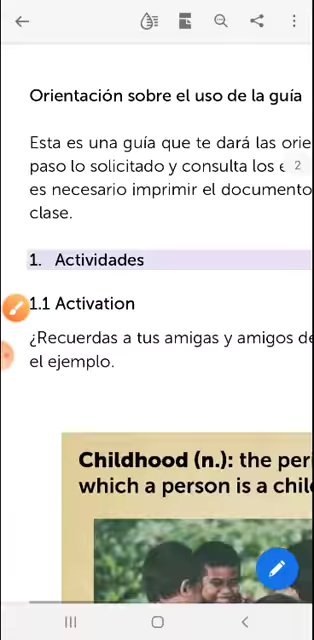 Orientación sobre el uso de la guía
Esta es una guía que te dará las orie
paso lo solicitado y consulta los e
2
es necesario imprimir el documento
clase.
1. Actividades
1.1 Activation
¿Recuerdas a tus amigas y amigos de
el ejemplo.
Childhood (n.): the peri
which a person is a chil